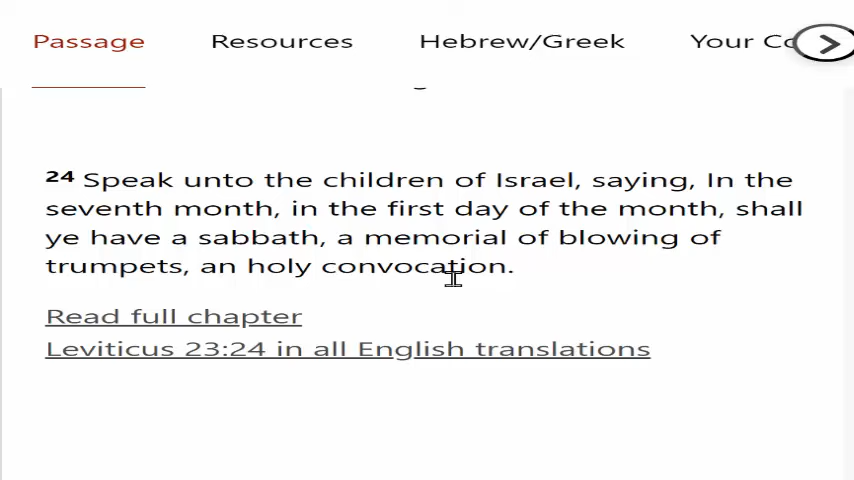 Passage Resources Hebrew/Greek Your Co
24 Speak unto the children of Israel, saying, In the
seventh month, in the first day of the month, shall
ye have a sabbath, a memorial of blowing of
trumpets, an holy convocation.
Read full chapter
Leviticus 23:24 in all English translations